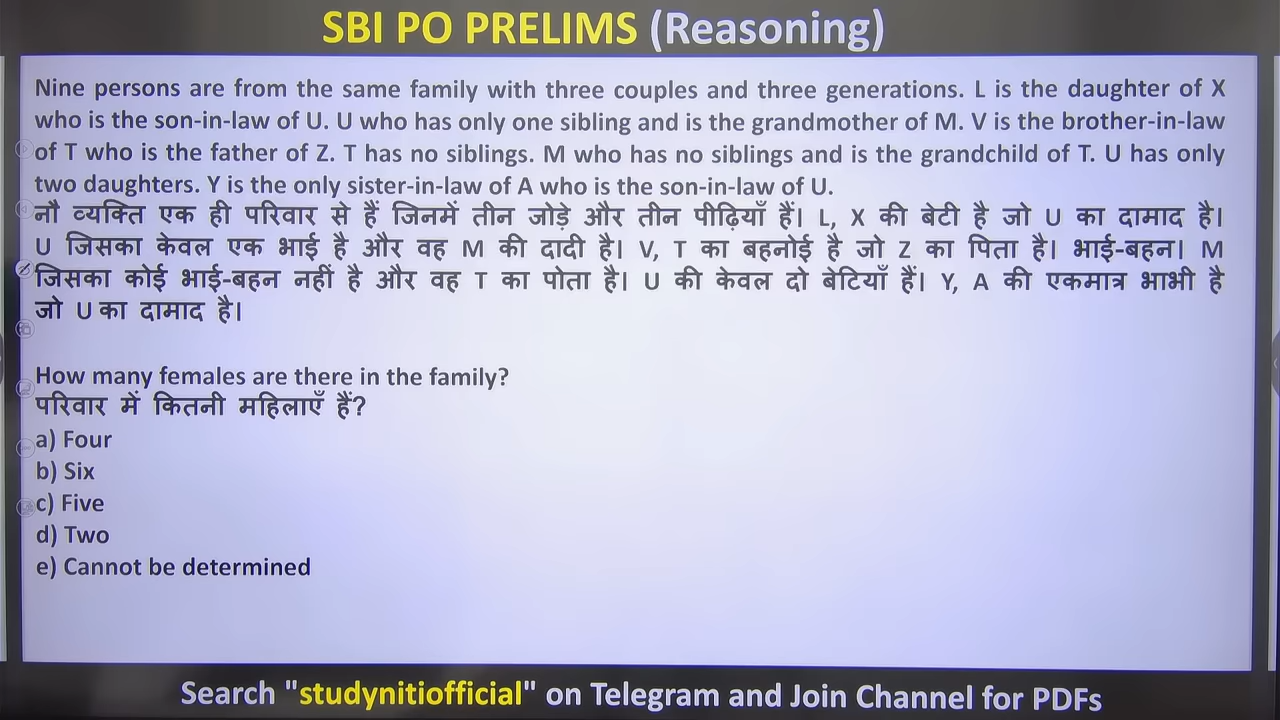 SBI PO PRELIMS (Reasoning)
Nine persons are from the same family with three couples and three generations. L is the daughter of X
who is the son-in-law of U. U who has only one sibling and is the grandmother of M. V is the brother-in-law
of T who is the father of Z. T has no siblings. M who has no siblings and is the grandchild of T. U has only
two daughters. Y is the only sister-in-law of A who is the son-in-law of U.
नौ व्यक्ति एक ही परिवार से हैं जिनमें तीन जोड़े और तीन पीढ़ियाँ हैं। L, X की बेटी है जो U का दामाद है।
U जिसका केवल एक भाई है और वह M की दादी है। V, T का बहनोई है जो Z का पिता है। भाई-बहन। M
जिसका कोई भाई-बहन नहीं है और वह T का पोता है। U की केवल दो बेटियाँ हैं। Y, A की एकमात्र भाभी है
जो U का दामाद है।
How many females are there in the family?
परिवार में कितनी महिलाएँ हैं?
a) Four
b) Six
c) Five
d) Two
e) Cannot be determined
Search "studynitiofficial" on Telegram and Join Channel for PDFs